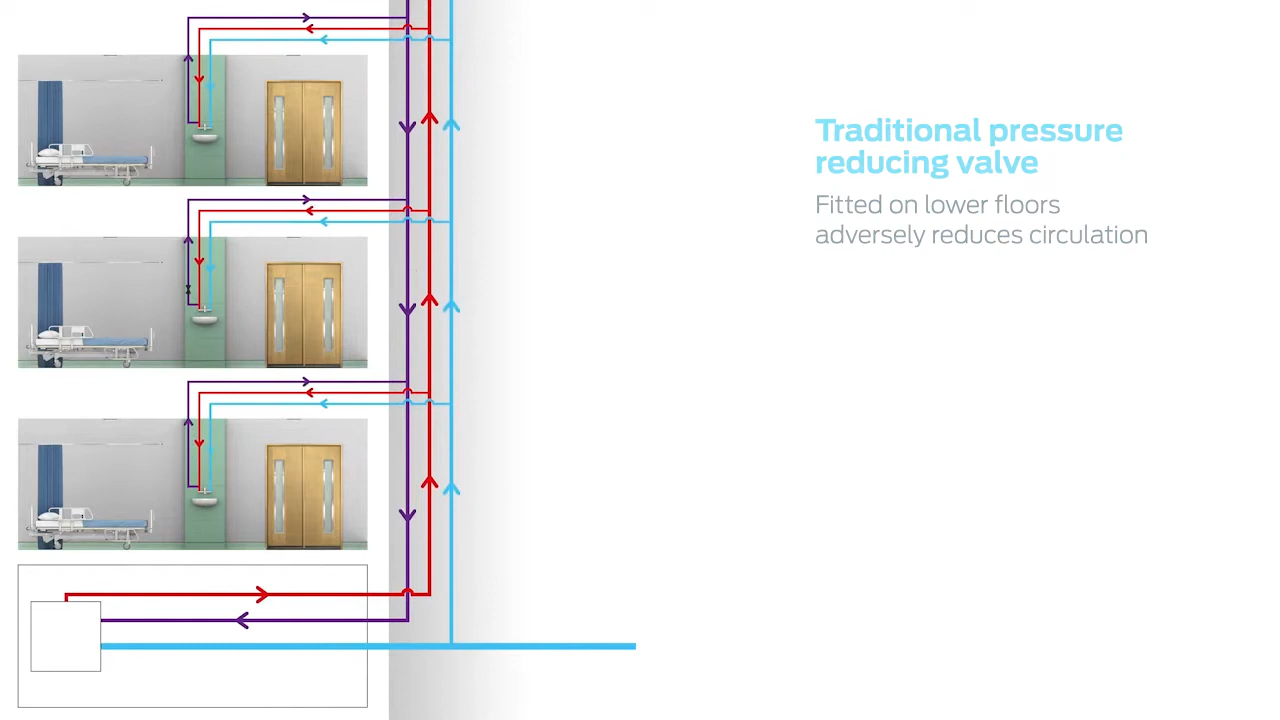 Traditional pressure
reducing valve
Fitted on lower floors
adversely reduces circulation